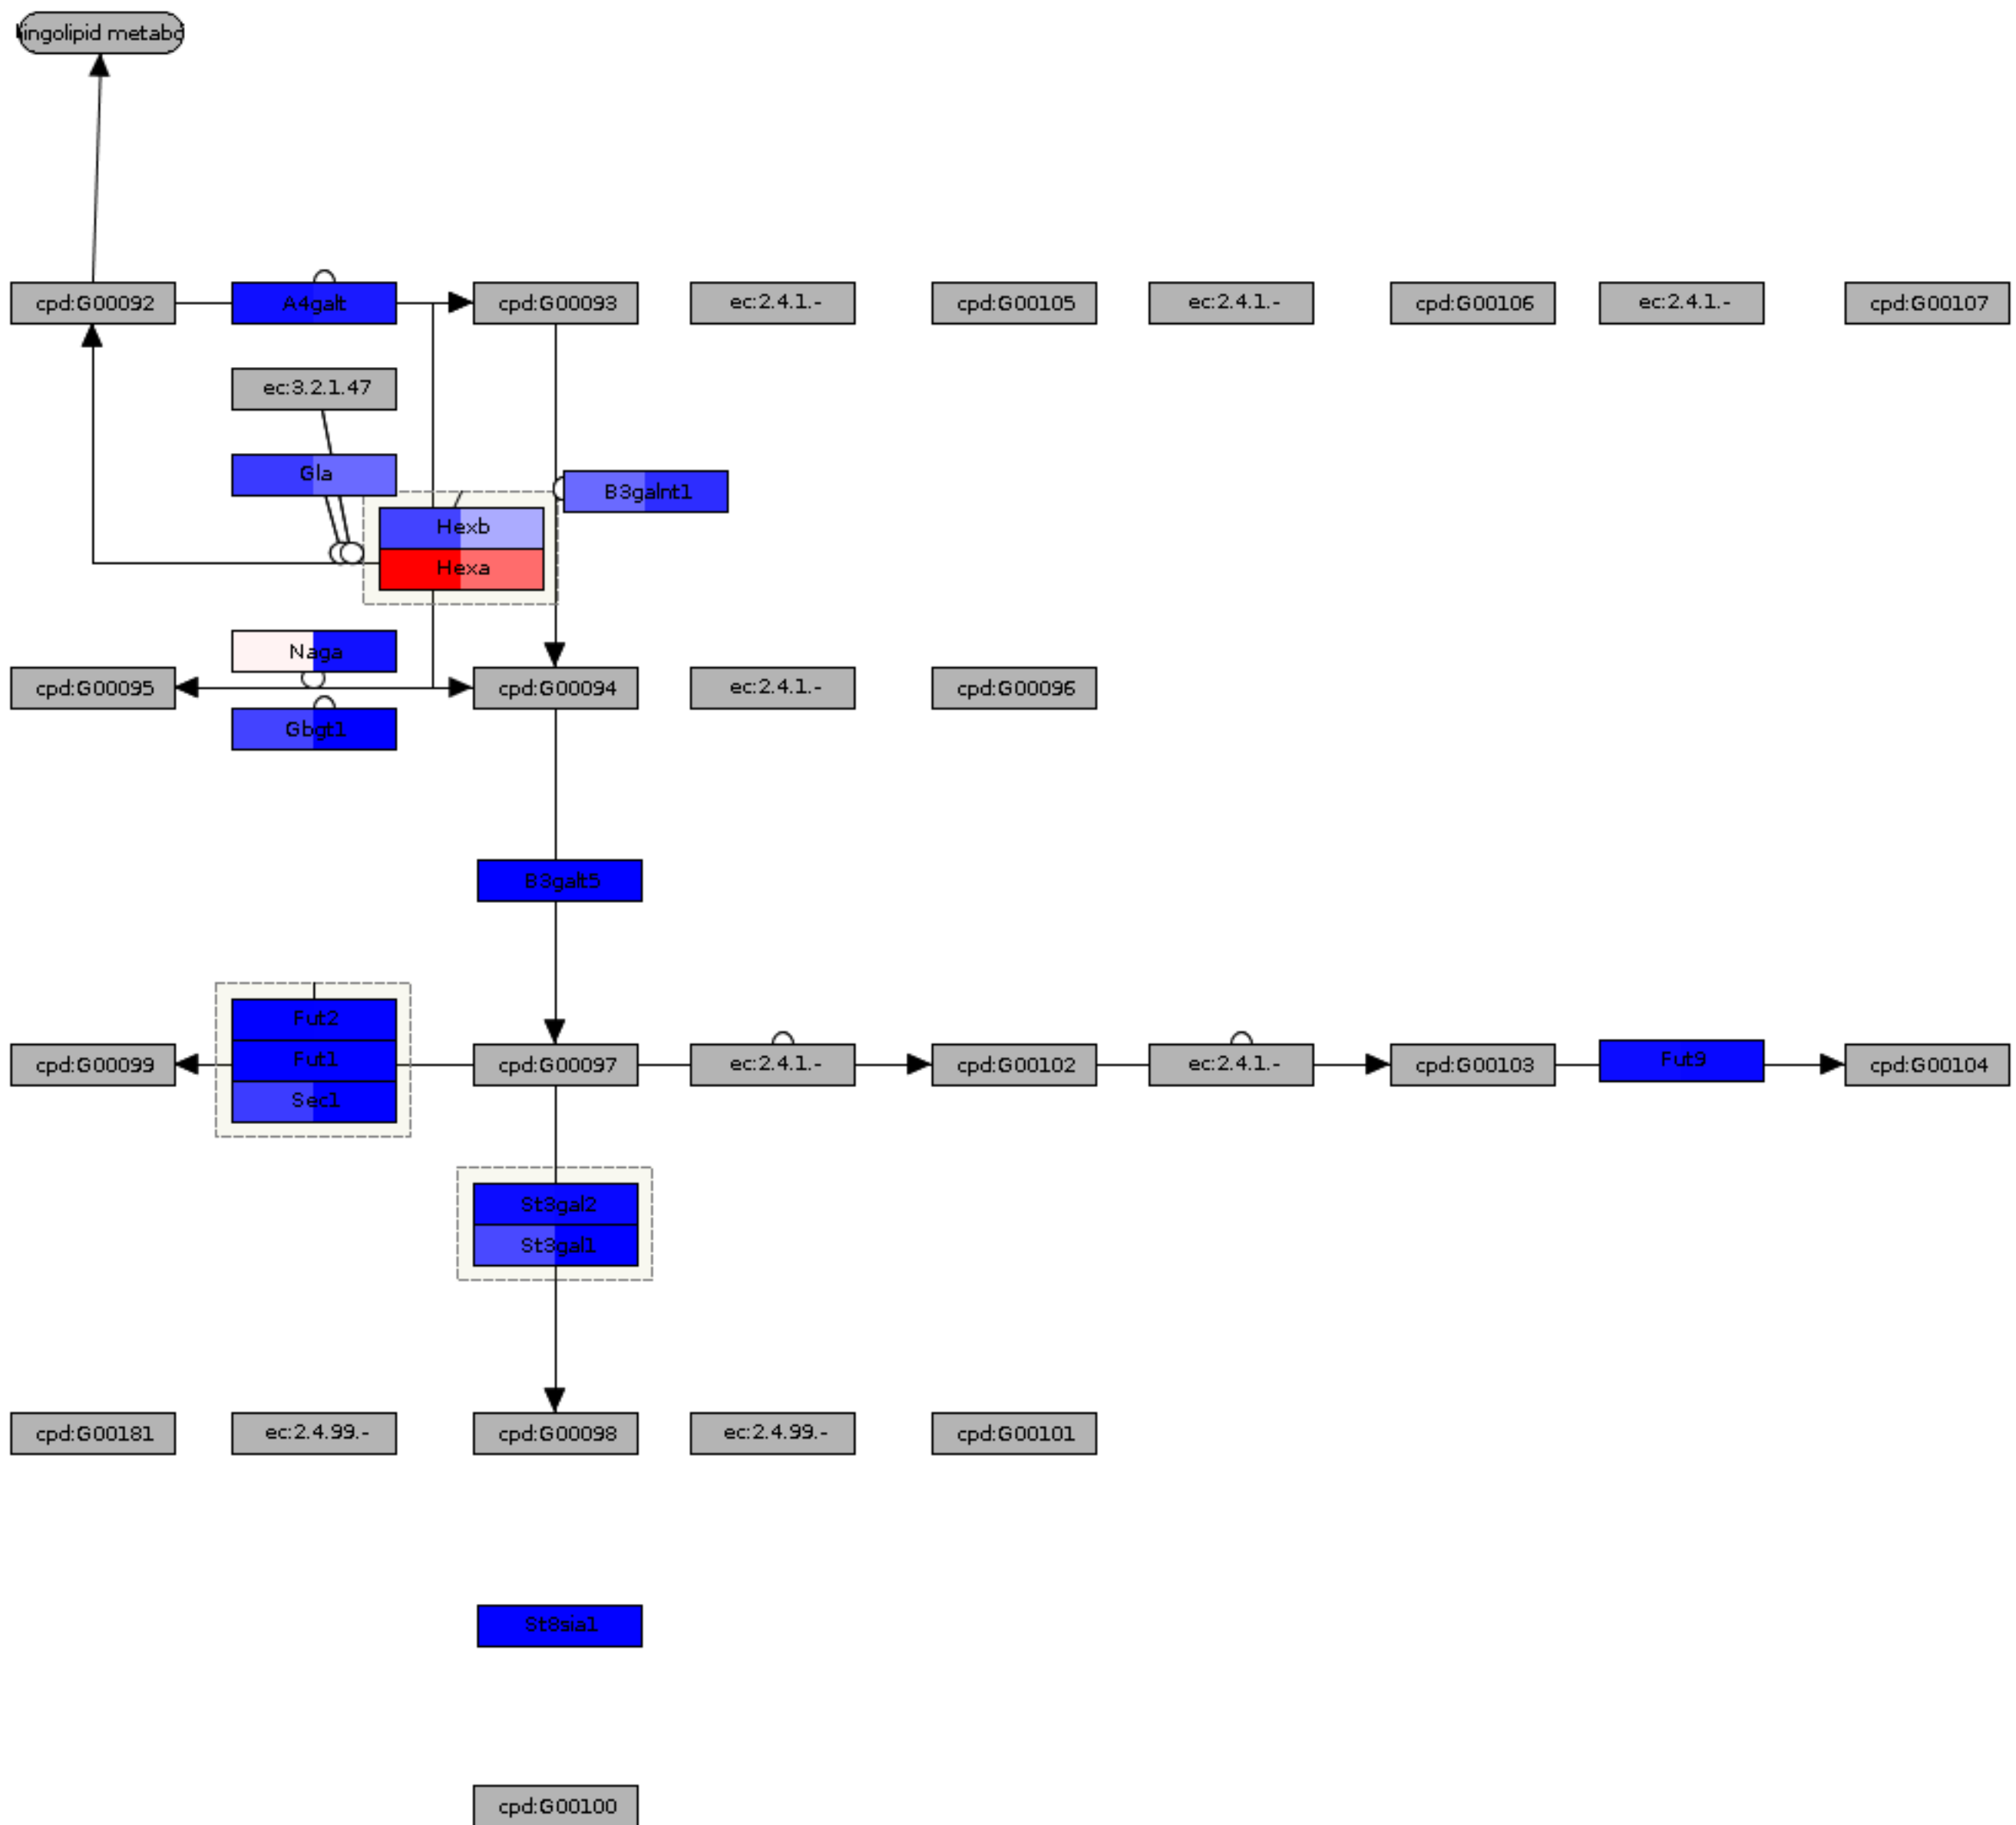 ingolipid metabo
cpd:G00092
A4galt
cpd:G00093
ec:2.4.1.-
cpd:G00105
ec:2.4.1.-
cpd:G00106
ec:2.4.1.-
cpd:G00107
ec:3.2.1.47
Gla
B3galnt1
Hexb
Hexa
Naga
cpd:G00095
cpd:G00094
ec:2.4.1.-
cpd:G00096
Gbgt1
B3galt5
Fut2
Fut1
Sec1
cpd:G00099
cpd:G00097
ec:2.4.1.-
cpd:G00102
ec:2.4.1.-
cpd:G00103
Fut9
cpd:G00104
St3gal2
St3gal1
cpd:G00181
ec:2.4.99.-
cpd:G00098
ec:2.4.99.-
cpd:G00101
St8sia1
cpd:G00100